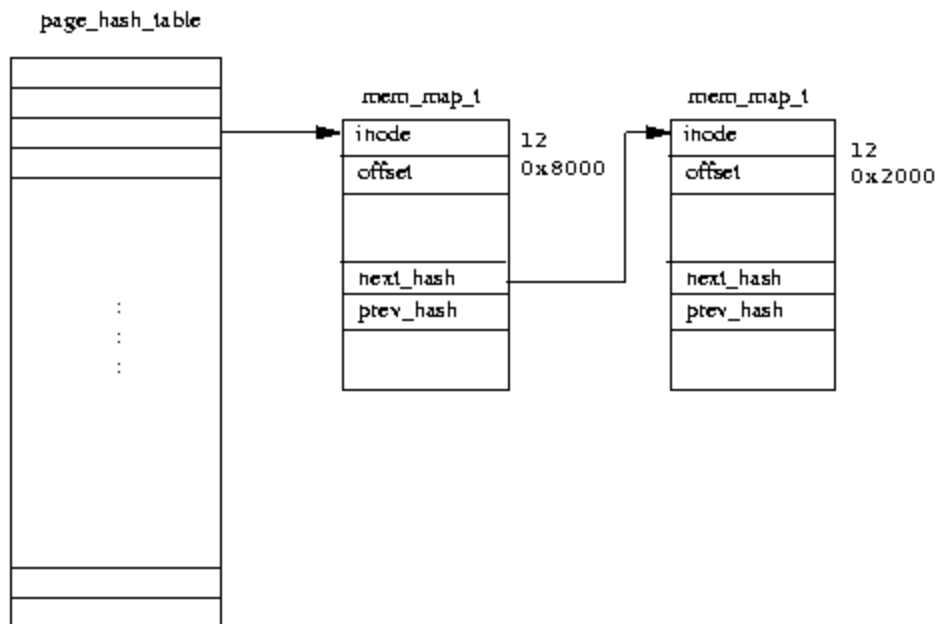 page_hash_table
mem_map_t
mem_map_t
inode
12
inode
12
offset
0x8000
offset
0x2000
next_hash
next_hash
prev_hash
prev_hash
:
:
: